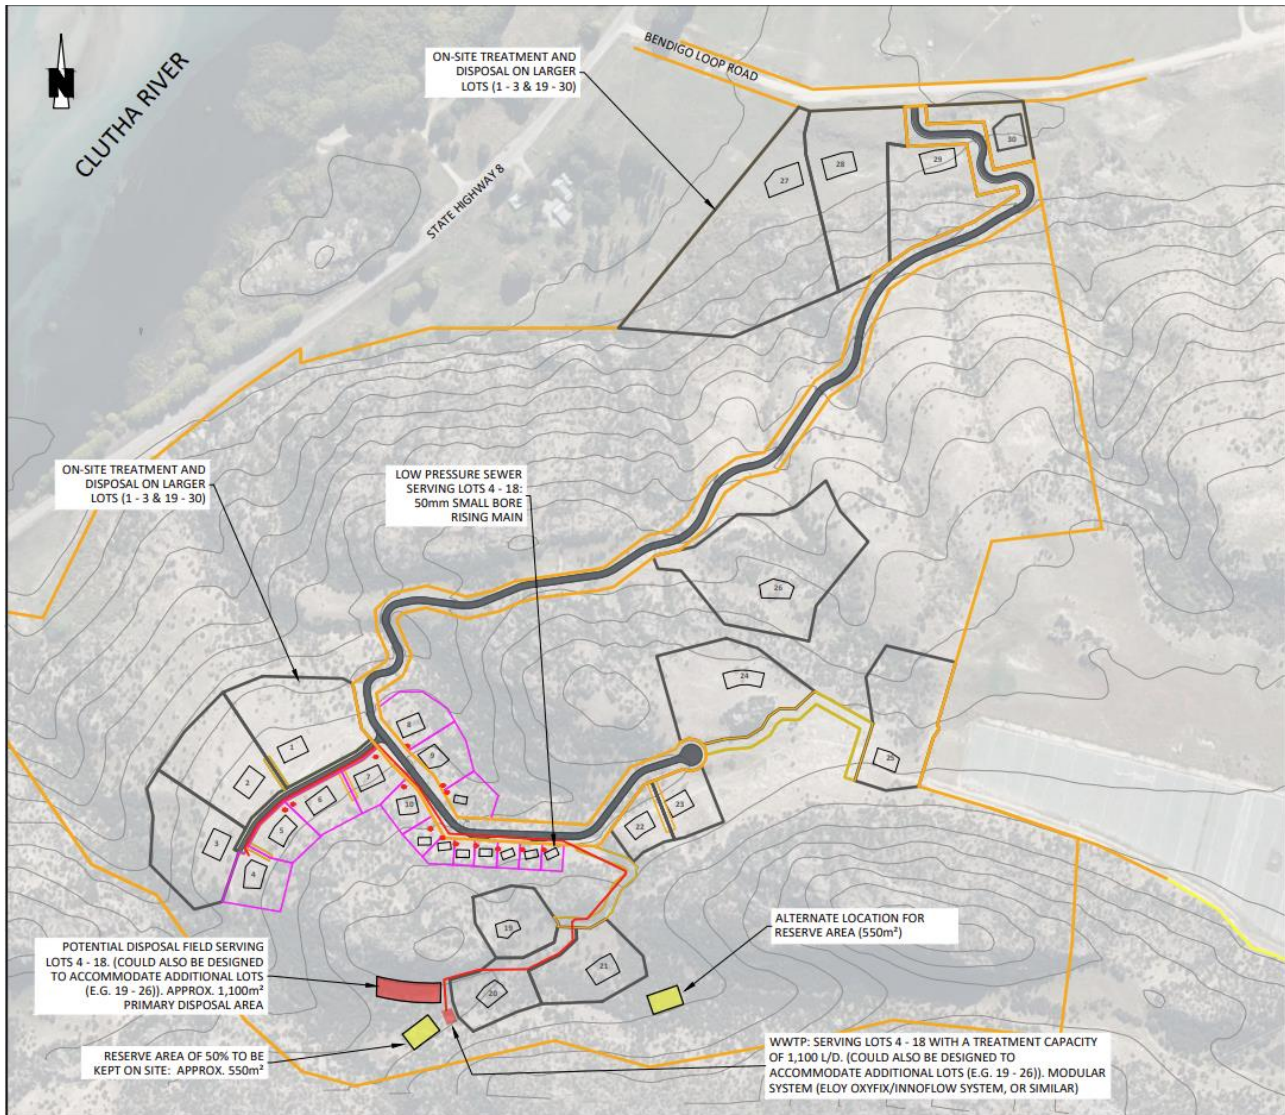 N
CLUTHA RIVER
ON-SITE TREATMENT AND
DISPOSAL ON LARGER
LOTS (1 - 3 & 19 - 30)
BENDIGO LOOP ROAD
STATE HIGHWAY 8
30
29
28
27
ON-SITE TREATMENT AND
DISPOSAL ON LARGER
LOTS (1 - 3 & 19 - 30)
LOW PRESSURE SEWER
SERVING LOTS 4 - 18:
50mm SMALL BORE
RISING MAIN
26
24
25
8
1
9
7
2
6
10
23
22
5
3
4
19
21
20
ALTERNATE LOCATION FOR
RESERVE AREA (550m²)
POTENTIAL DISPOSAL FIELD SERVING
LOTS 4 - 18. (COULD ALSO BE DESIGNED
TO ACCOMMODATE ADDITIONAL LOTS
(E.G. 19 - 26)). APPROX. 1,100m²
PRIMARY DISPOSAL AREA
RESERVE AREA OF 50% TO BE
KEPT ON SITE: APPROX. 550m²
WWTP: SERVING LOTS 4 - 18 WITH A TREATMENT CAPACITY
OF 1,100 L/D. (COULD ALSO BE DESIGNED TO
ACCOMMODATE ADDITIONAL LOTS (E.G. 19 - 26)). MODULAR
SYSTEM (ELOY OXYFIX/INNOFLOW SYSTEM, OR SIMILAR)